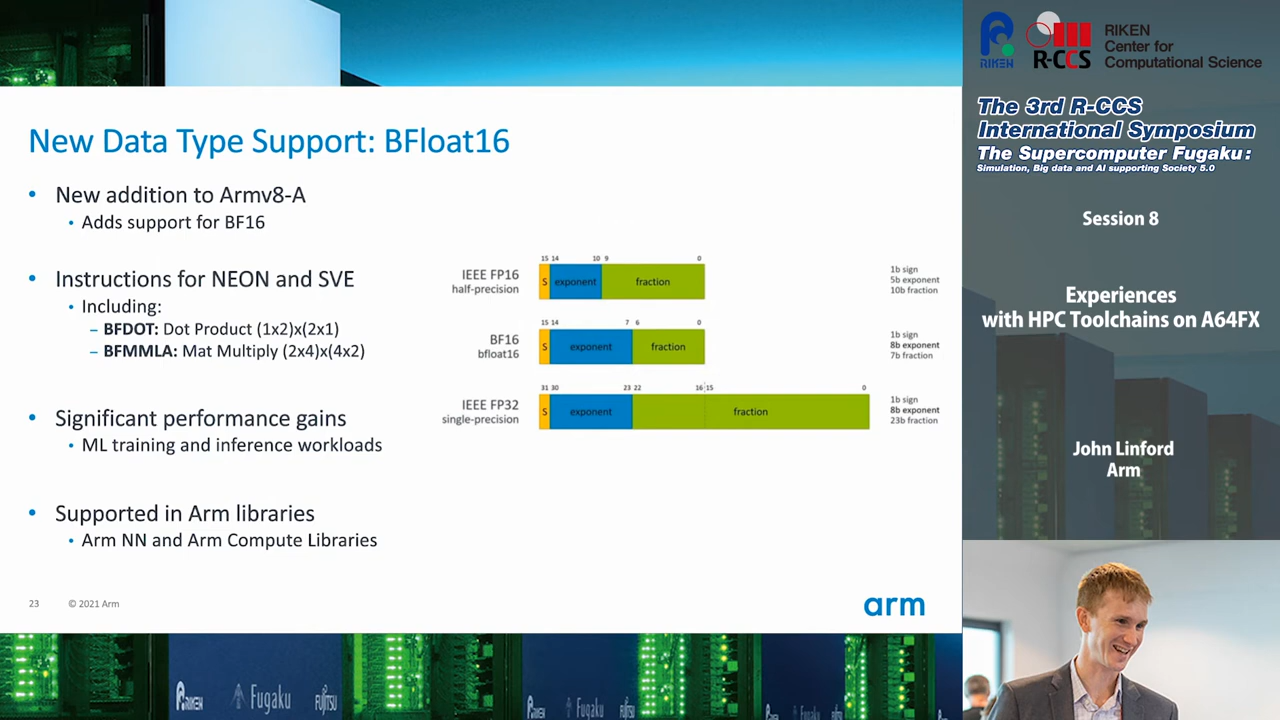 New Data Type Support: BFloat16
• New addition to Armv8-A
• Adds support for BF16
• Instructions for NEON and SVE
• Including:
– BFDOT: Dot Product (1x2)x(2x1)
– BFMMLA: Mat Multiply (2x4)x(4x2)
• Significant performance gains
• ML training and inference workloads
• Supported in Arm libraries
• Arm NN and Arm Compute Libraries
15 14 10 9 0
IEEE FP16
half-precision
S exponent fraction
1b sign
5b exponent
10b fraction
15 14 7 6 0
BF16
bfloat16
S exponent fraction
1b sign
8b exponent
7b fraction
31 30 23 22 16 15 0
IEEE FP32
single-precision
S exponent fraction
1b sign
8b exponent
23b fraction
23 © 2021 Arm
arm
RIKEN Fugaku FUJITSU
RIKEN Fugaku FUJITSU
RIKEN
R-CCS
RIKEN
Center for
Computational Science
The 3rd R-CCS
International Symposium
The Supercomputer Fugaku:
Simulation, Big data and AI supporting Society 5.0
Session 8
Experiences
with HPC Toolchains on A64FX
John Linford
Arm